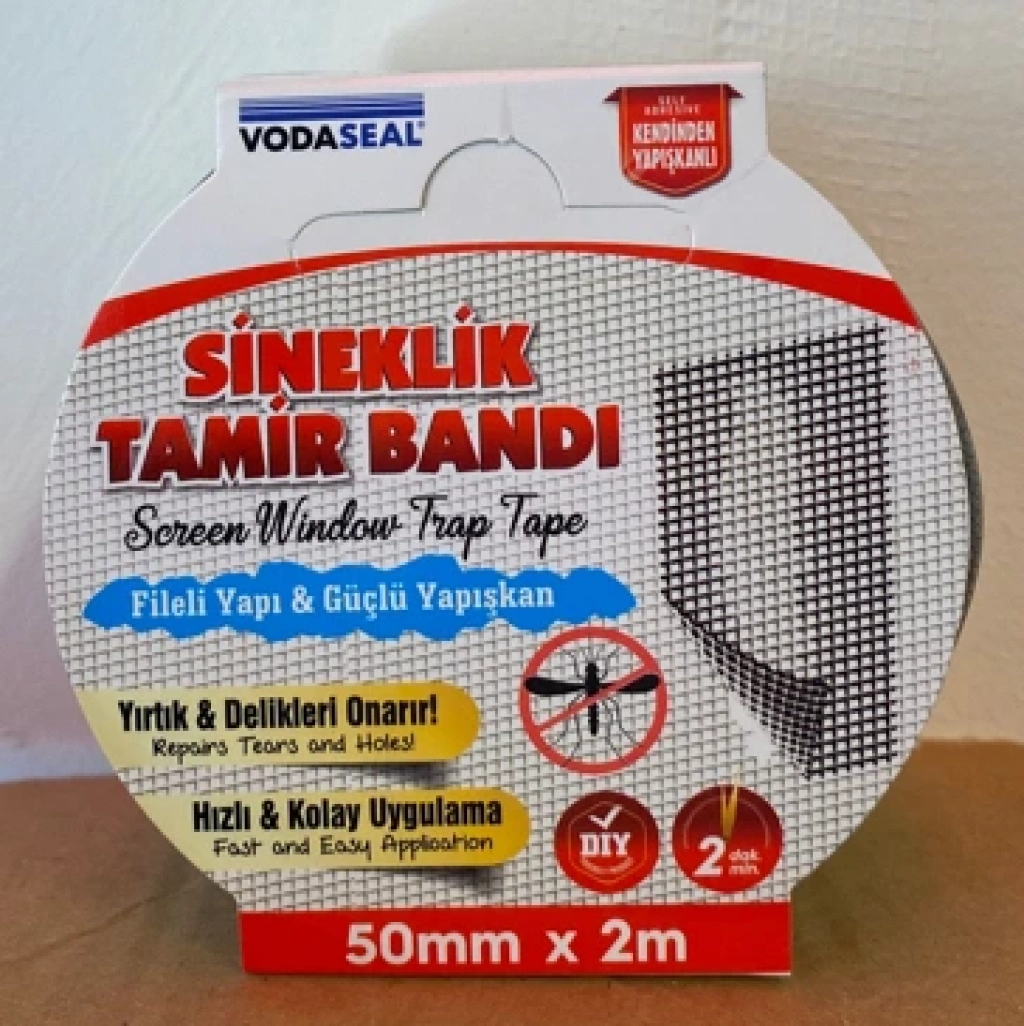 VODASEAL®
SELF
ADHESIVE
KENDİNDEN
YAPIŞKANLI
SİNEKLİK
TAMİR BANDI
Screen Window Trap Tape
Fileli Yapı & Güçlü Yapışkan
Yırtık & Delikleri Onarır!
Repairs Tears and Holes!
Hızlı & Kolay Uygulama
Fast and Easy Application
DIY
2 dak.
min.
50mm x 2m